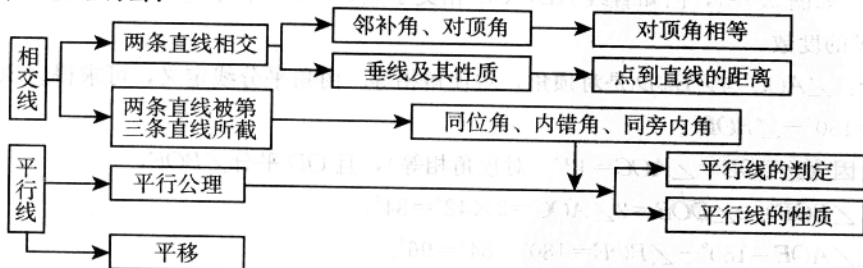 相交线
两条直线相交
邻补角、对顶角
对顶角相等
垂线及其性质
点到直线的距离
两条直线被第
三条直线所截
同位角、内错角、同旁内角
平行线
平行公理
平行线的判定
平行线的性质
平移